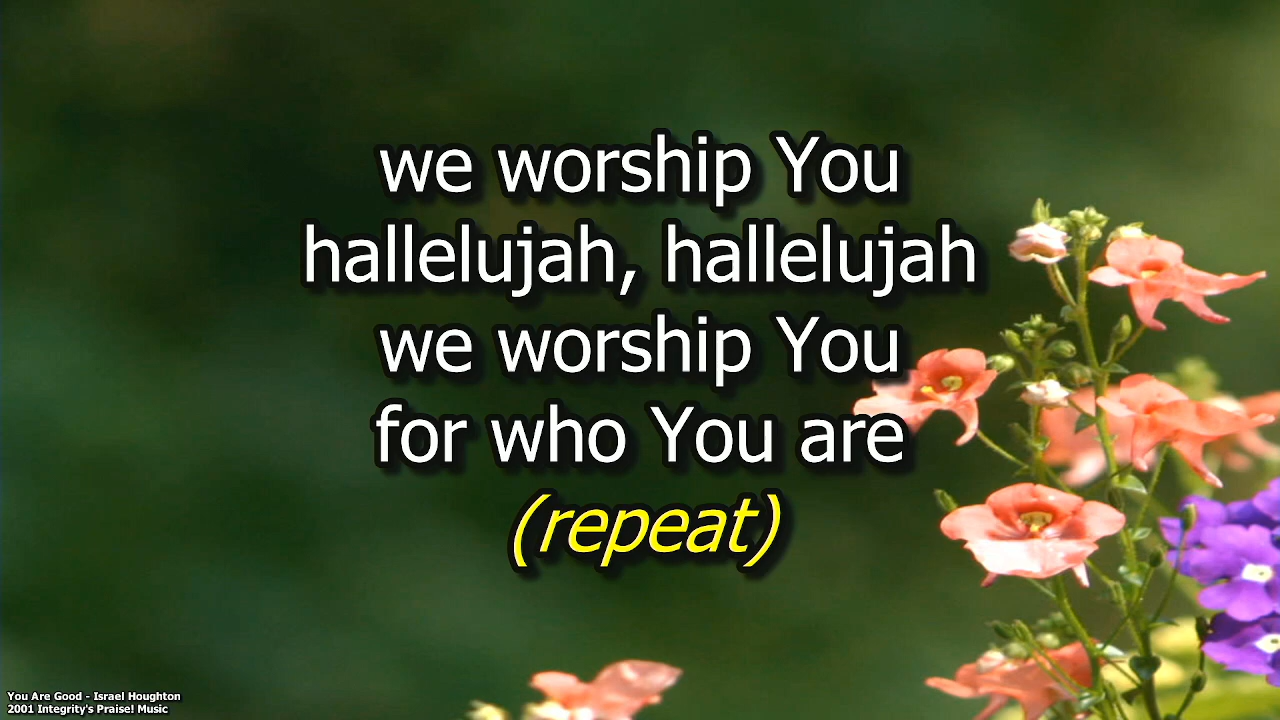 we worship You
hallelujah, hallelujah
we worship You
for who You are
(repeat)
You Are Good - Israel Houghton
2001 Integrity's Praise! Music